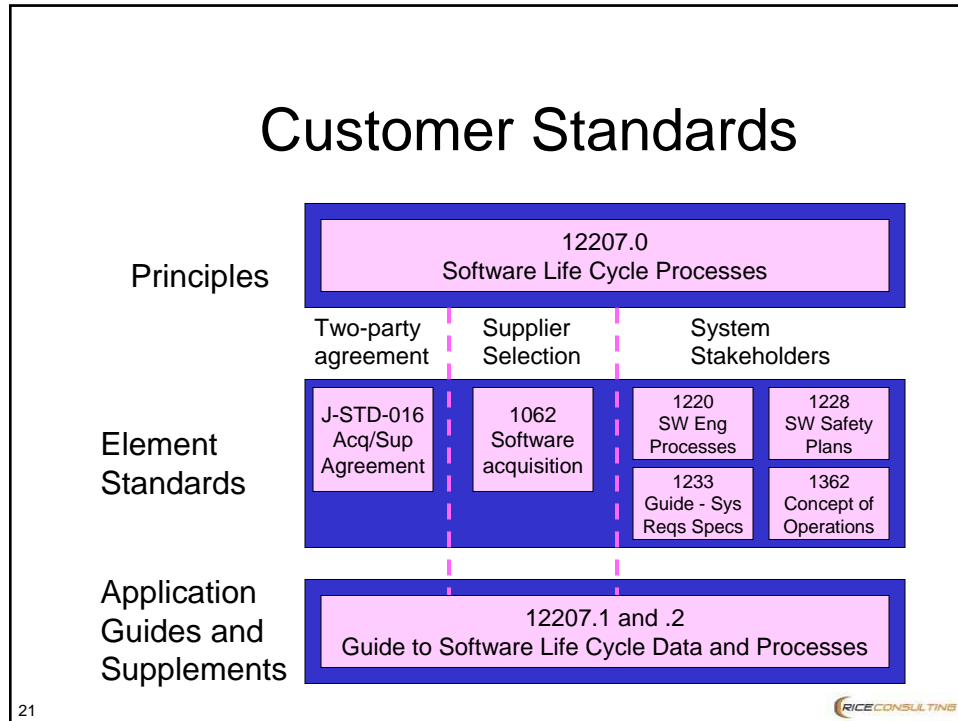 Customer Standards
Principles
12207.0
Software Life Cycle Processes
Two-party
agreement
Supplier
Selection
System
Stakeholders
Element
Standards
J-STD-016
Acq/Sup
Agreement
1062
Software
acquisition
1220
SW Eng
Processes
1228
SW Safety
Plans
1233
Guide - Sys
Reqs Specs
1362
Concept of
Operations
Application
Guides and
Supplements
12207.1 and .2
Guide to Software Life Cycle Data and Processes
21
RICECONSULTING